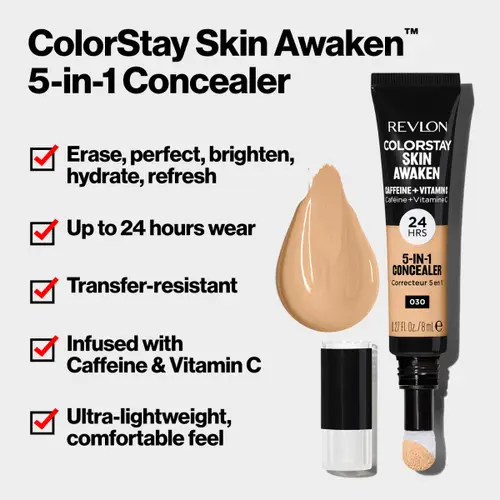 ColorStay Skin Awaken™
5-in-1 Concealer
Erase, perfect, brighten,
hydrate, refresh
Up to 24 hours wear
Transfer-resistant
Infused with
Caffeine & Vitamin C
Ultra-lightweight,
comfortable feel
REVLON
COLORSTAY
SKIN
AWAKEN
CAFFEINE + VITAMIN C
Caféine + Vitamine C
24
HRS
5-IN-1
CONCEALER
Correcteur 5 en 1
030
0.27 Fl. Oz. / 8 ml ℮